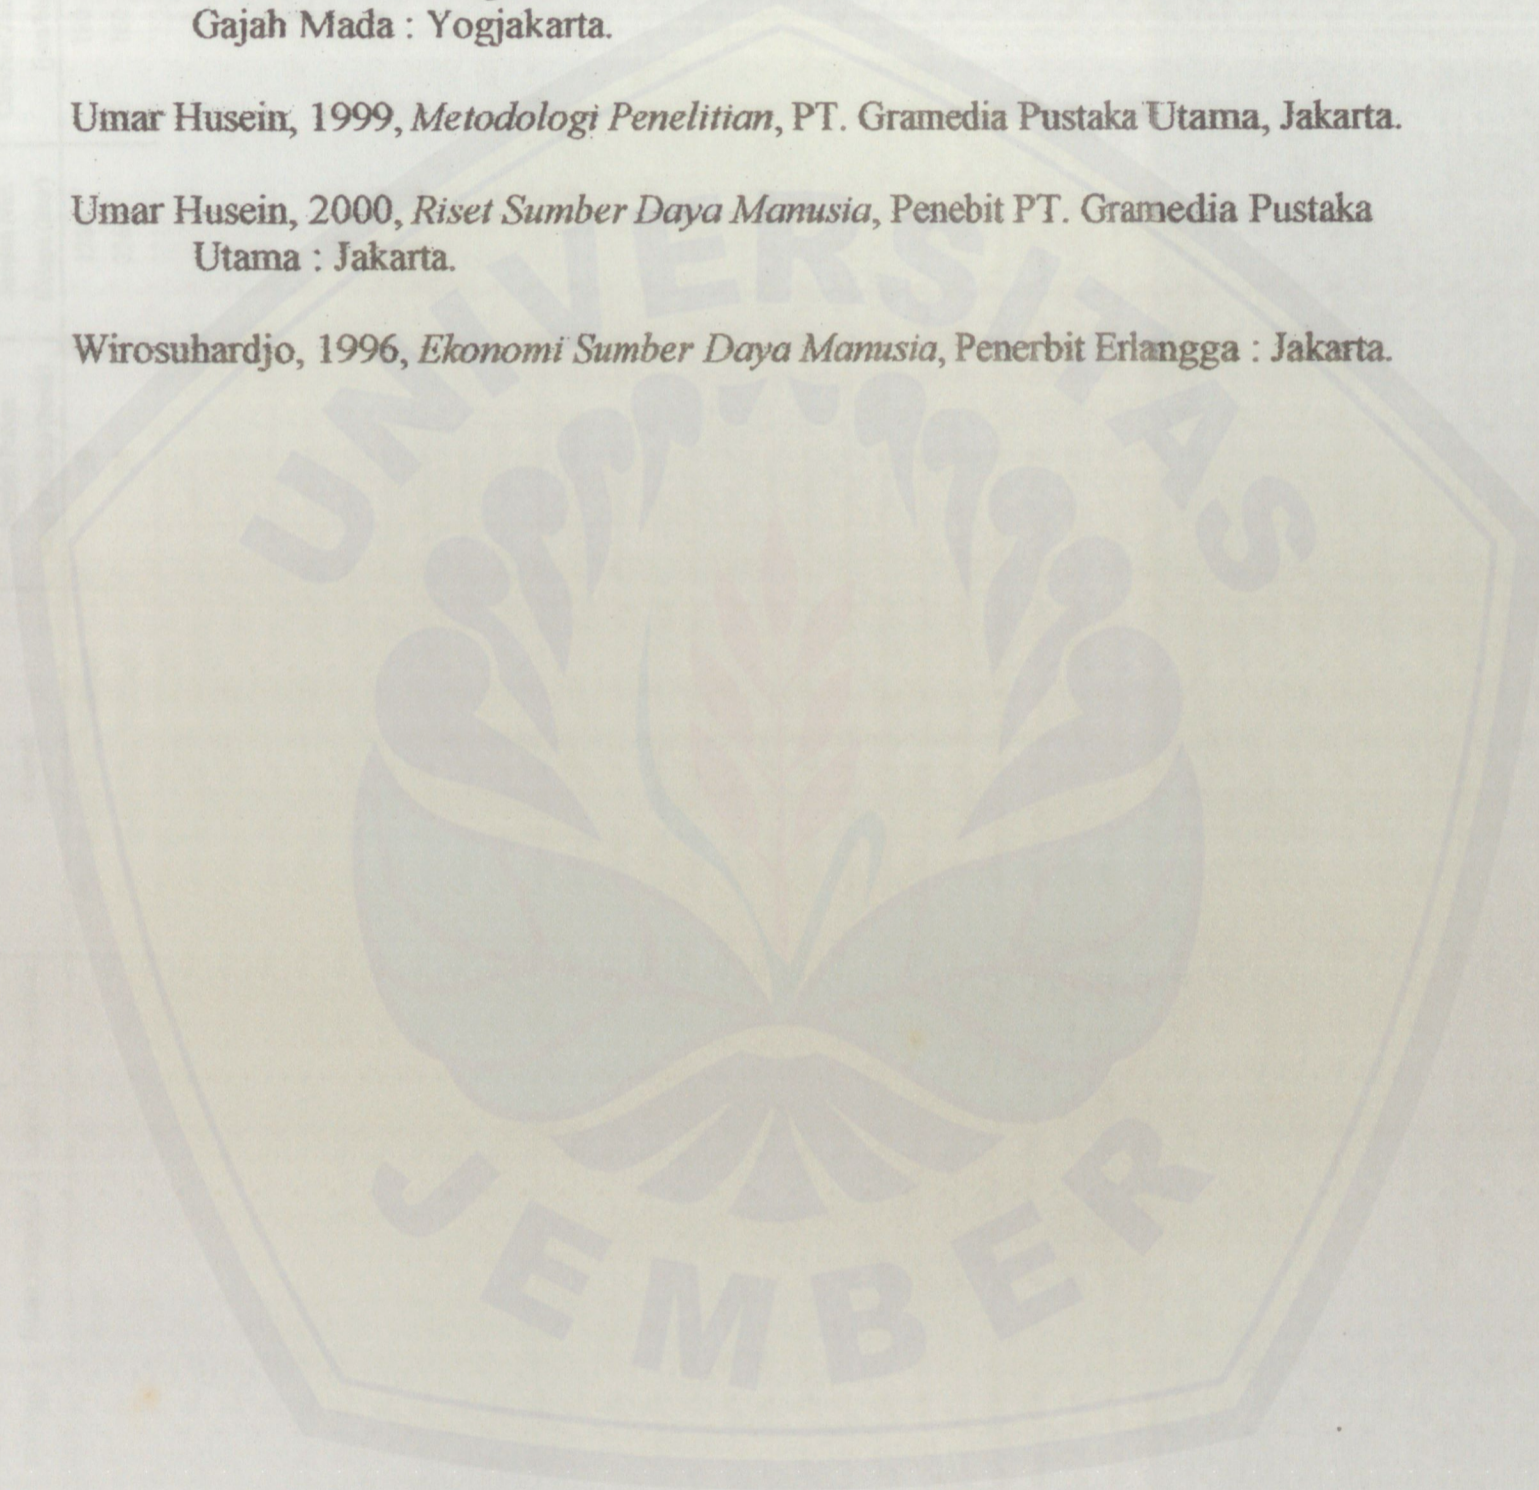 Gajah Mada : Yogjakarta.
Umar Husein, 1999, Metodologi Penelitian, PT. Gramedia Pustaka Utama, Jakarta.
Umar Husein, 2000, Riset Sumber Daya Manusia, Penebit PT. Gramedia Pustaka
Utama : Jakarta.
Wirosuhardjo, 1996, Ekonomi Sumber Daya Manusia, Penerbit Erlangga : Jakarta.
UNIVERSITAS
JEMBER